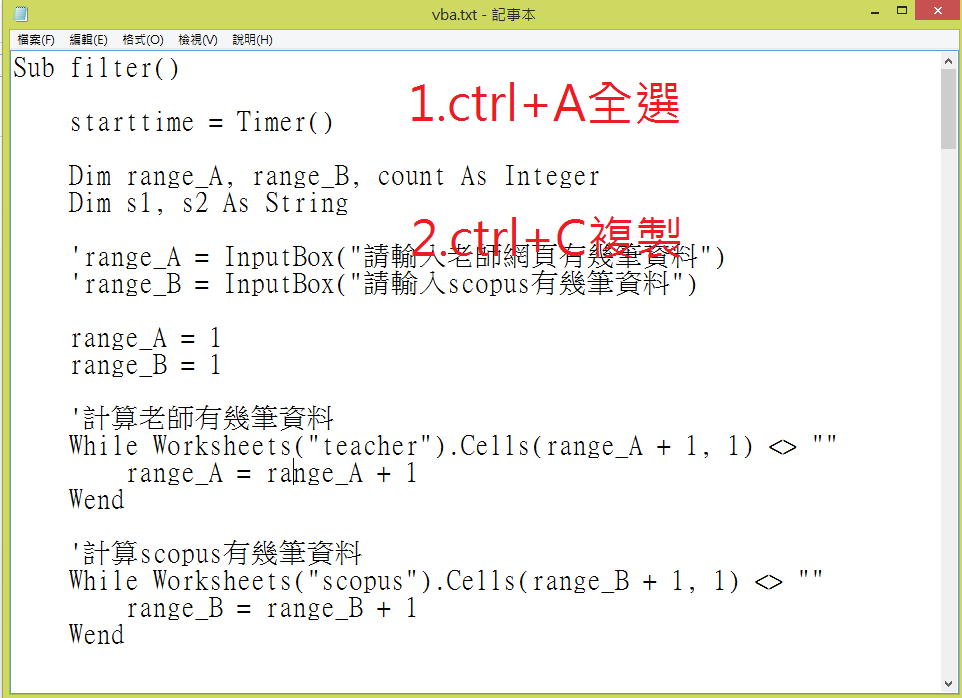 vba.txt - 記事本
檔案(F) 編輯(E) 格式(O) 檢視(V) 說明(H)
Sub filter()
1.ctrl+A全選
starttime = Timer()
Dim range_A, range_B, count As Integer
Dim s1, s2 As String
2.ctrl+C複製
'range_A = InputBox("請輸入老師網頁有幾筆資料")
'range_B = InputBox("請輸入scopus有幾筆資料")
range_A = 1
range_B = 1
'計算老師有幾筆資料
While Worksheets("teacher").Cells(range_A + 1, 1) <> ""
range_A = range_A + 1
Wend
'計算scopus有幾筆資料
While Worksheets("scopus").Cells(range_B + 1, 1) <> ""
range_B = range_B + 1
Wend